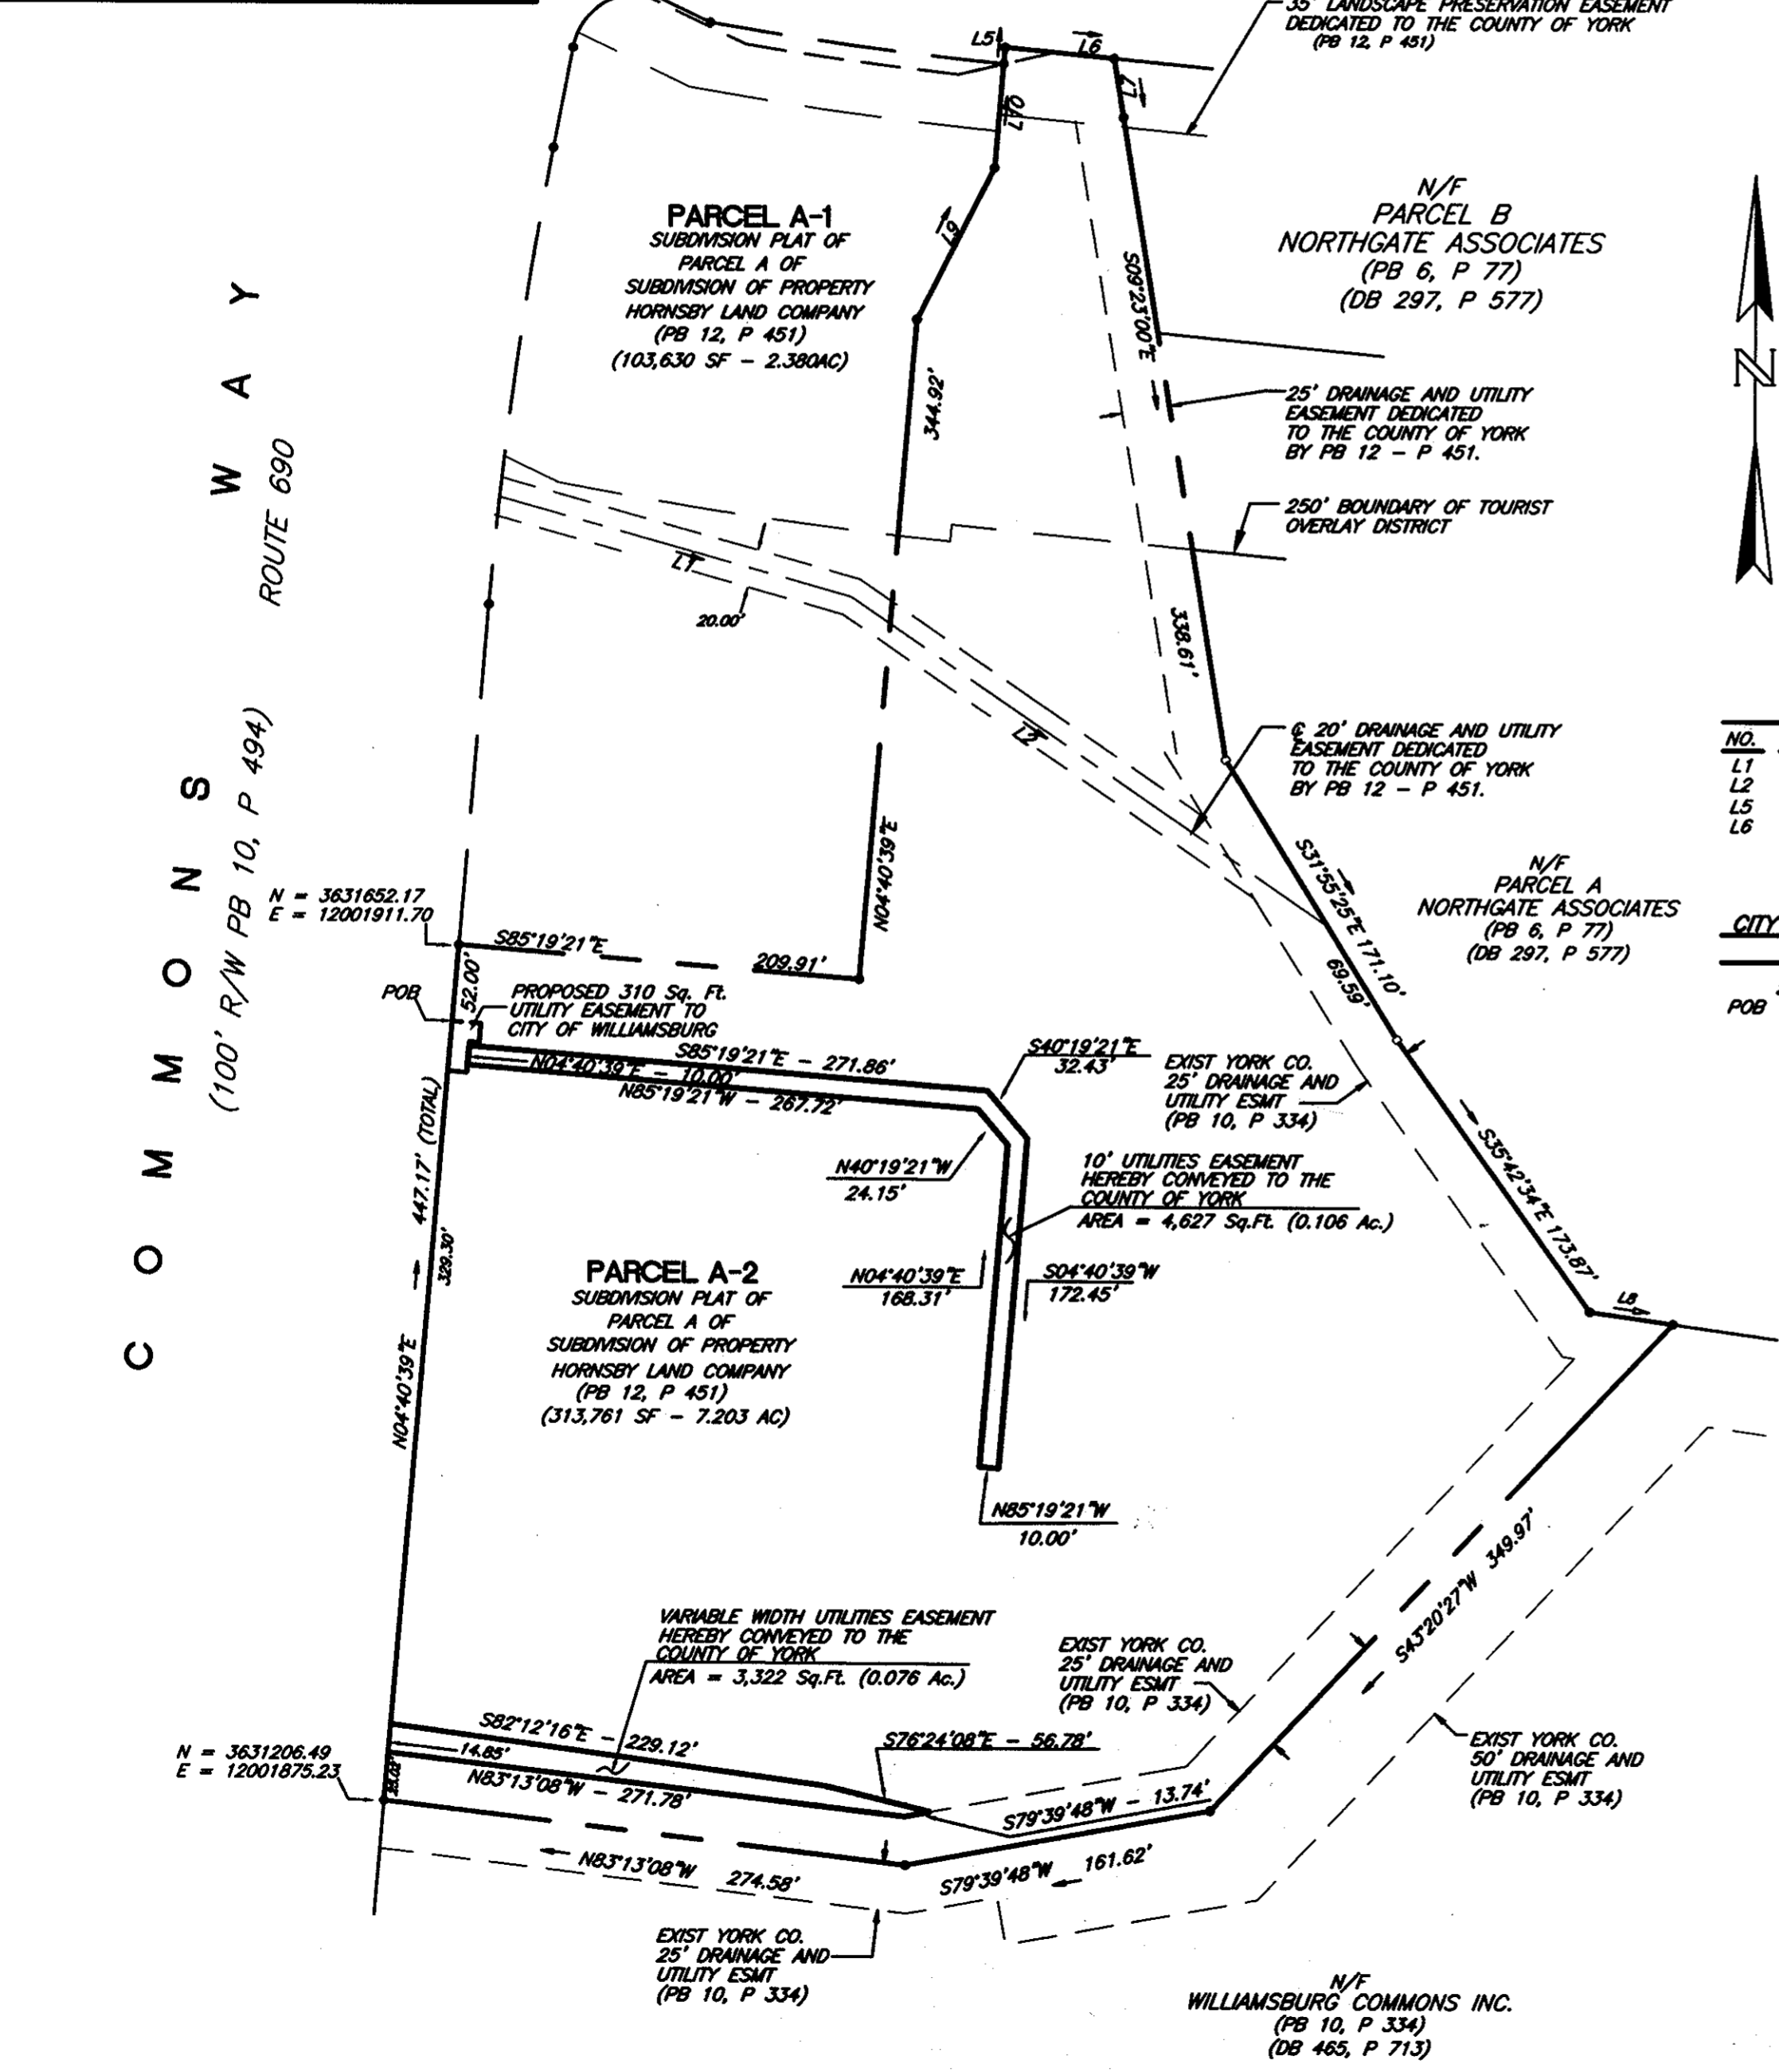 35' LANDSCAPE PRESERVATION EASEMENT
DEDICATED TO THE COUNTY OF YORK
(PB 12, P 451)
L5
L6
L7
PARCEL A-1
SUBDIVISION PLAT OF
PARCEL A OF
SUBDIVISION OF PROPERTY
HORNSBY LAND COMPANY
(PB 12, P 451)
(103,630 SF - 2.380AC)
L9
344.92'
S09°23'00"E
N/F
PARCEL B
NORTHGATE ASSOCIATES
(PB 6, P 77)
(DB 297, P 577)
N
25' DRAINAGE AND UTILITY
EASEMENT DEDICATED
TO THE COUNTY OF YORK
BY PB 12 - P 451.
250' BOUNDARY OF TOURIST
OVERLAY DISTRICT
COMMONS WAY
ROUTE 690
(100' R/W PB 10, P 494)
L1
20.00'
L2
338.61'
℄ 20' DRAINAGE AND UTILITY
EASEMENT DEDICATED
TO THE COUNTY OF YORK
BY PB 12 - P 451.
NO.
L1
L2
L5
L6
N/F
PARCEL A
NORTHGATE ASSOCIATES
(PB 6, P 77)
(DB 297, P 577)
CITY
POB
S31°55'25"E 171.10'
69.59'
N04°40'39"E
N = 3631652.17
E = 12001911.70
S85°19'21"E
209.91'
POB
52.00'
PROPOSED 310 Sq. Ft.
UTILITY EASEMENT TO
CITY OF WILLIAMSBURG
S85°19'21"E - 271.86'
N04°40'39"E - 10.00'
N85°19'21"W - 267.72'
S40°19'21"E
32.43'
EXIST YORK CO.
25' DRAINAGE AND
UTILITY ESMT
(PB 10, P 334)
N40°19'21"W
24.15'
10' UTILITIES EASEMENT
HEREBY CONVEYED TO THE
COUNTY OF YORK
AREA = 4,627 Sq.Ft. (0.106 Ac.)
S35°42'34"E 173.87'
L8
447.17' (TOTAL)
329.30'
N04°40'39"E
N04°40'39"E
168.31'
S04°40'39"W
172.45'
PARCEL A-2
SUBDIVISION PLAT OF
PARCEL A OF
SUBDIVISION OF PROPERTY
HORNSBY LAND COMPANY
(PB 12, P 451)
(313,761 SF - 7.203 AC)
N85°19'21"W
10.00'
S43°20'27"W 349.97'
VARIABLE WIDTH UTILITIES EASEMENT
HEREBY CONVEYED TO THE
COUNTY OF YORK
AREA = 3,322 Sq.Ft. (0.076 Ac.)
EXIST YORK CO.
25' DRAINAGE AND
UTILITY ESMT
(PB 10, P 334)
S82°12'16"E - 229.12'
S76°24'08"E - 56.78'
14.85'
N83°13'08"W - 271.78'
N = 3631206.49
E = 12001875.23
S79°39'48"W - 13.74'
EXIST YORK CO.
50' DRAINAGE AND
UTILITY ESMT
(PB 10, P 334)
N83°13'08"W 274.58'
S79°39'48"W 161.62'
EXIST YORK CO.
25' DRAINAGE AND
UTILITY ESMT
(PB 10, P 334)
N/F
WILLIAMSBURG COMMONS INC.
(PB 10, P 334)
(DB 465, P 713)